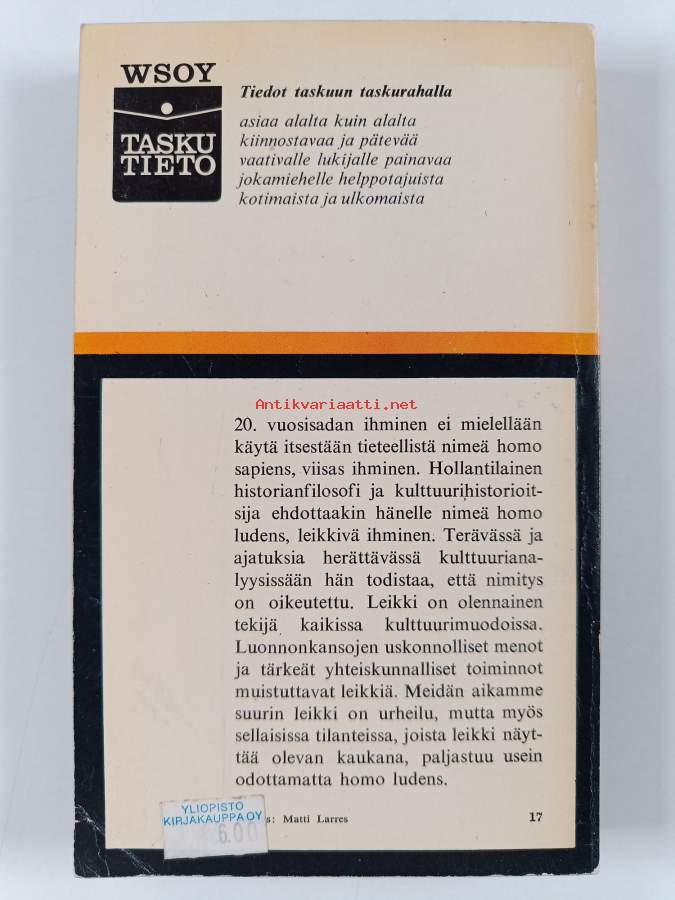 WSOY
TASKU
TIETO
Tiedot taskuun taskurahalla
asiaa alalta kuin alalta
kiinnostavaa ja pätevää
vaativalle lukijalle painavaa
jokamiehelle helppotajuista
kotimaista ja ulkomaista
Antikvariaatti.net
20. vuosisadan ihminen ei mielellään
käytä itsestään tieteellistä nimeä homo
sapiens, viisas ihminen. Hollantilainen
historianfilosofi ja kulttuurihistorioit-
sija ehdottaakin hänelle nimeä homo
ludens, leikkivä ihminen. Terävässä ja
ajatuksia herättävässä kulttuuriana-
lyysissään hän todistaa, että nimitys
on oikeutettu. Leikki on olennainen
tekijä kaikissa kulttuurimuodoissa.
Luonnonkansojen uskonnolliset menot
ja tärkeät yhteiskunnalliset toiminnot
muistuttavat leikkiä. Meidän aikamme
suurin leikki on urheilu, mutta myös
sellaisissa tilanteissa, joista leikki näyt-
tää olevan kaukana, paljastuu usein
odottamatta homo ludens.
YLIOPISTO
KIRJAKAUPPA OY
6.00
s: Matti Larres 17